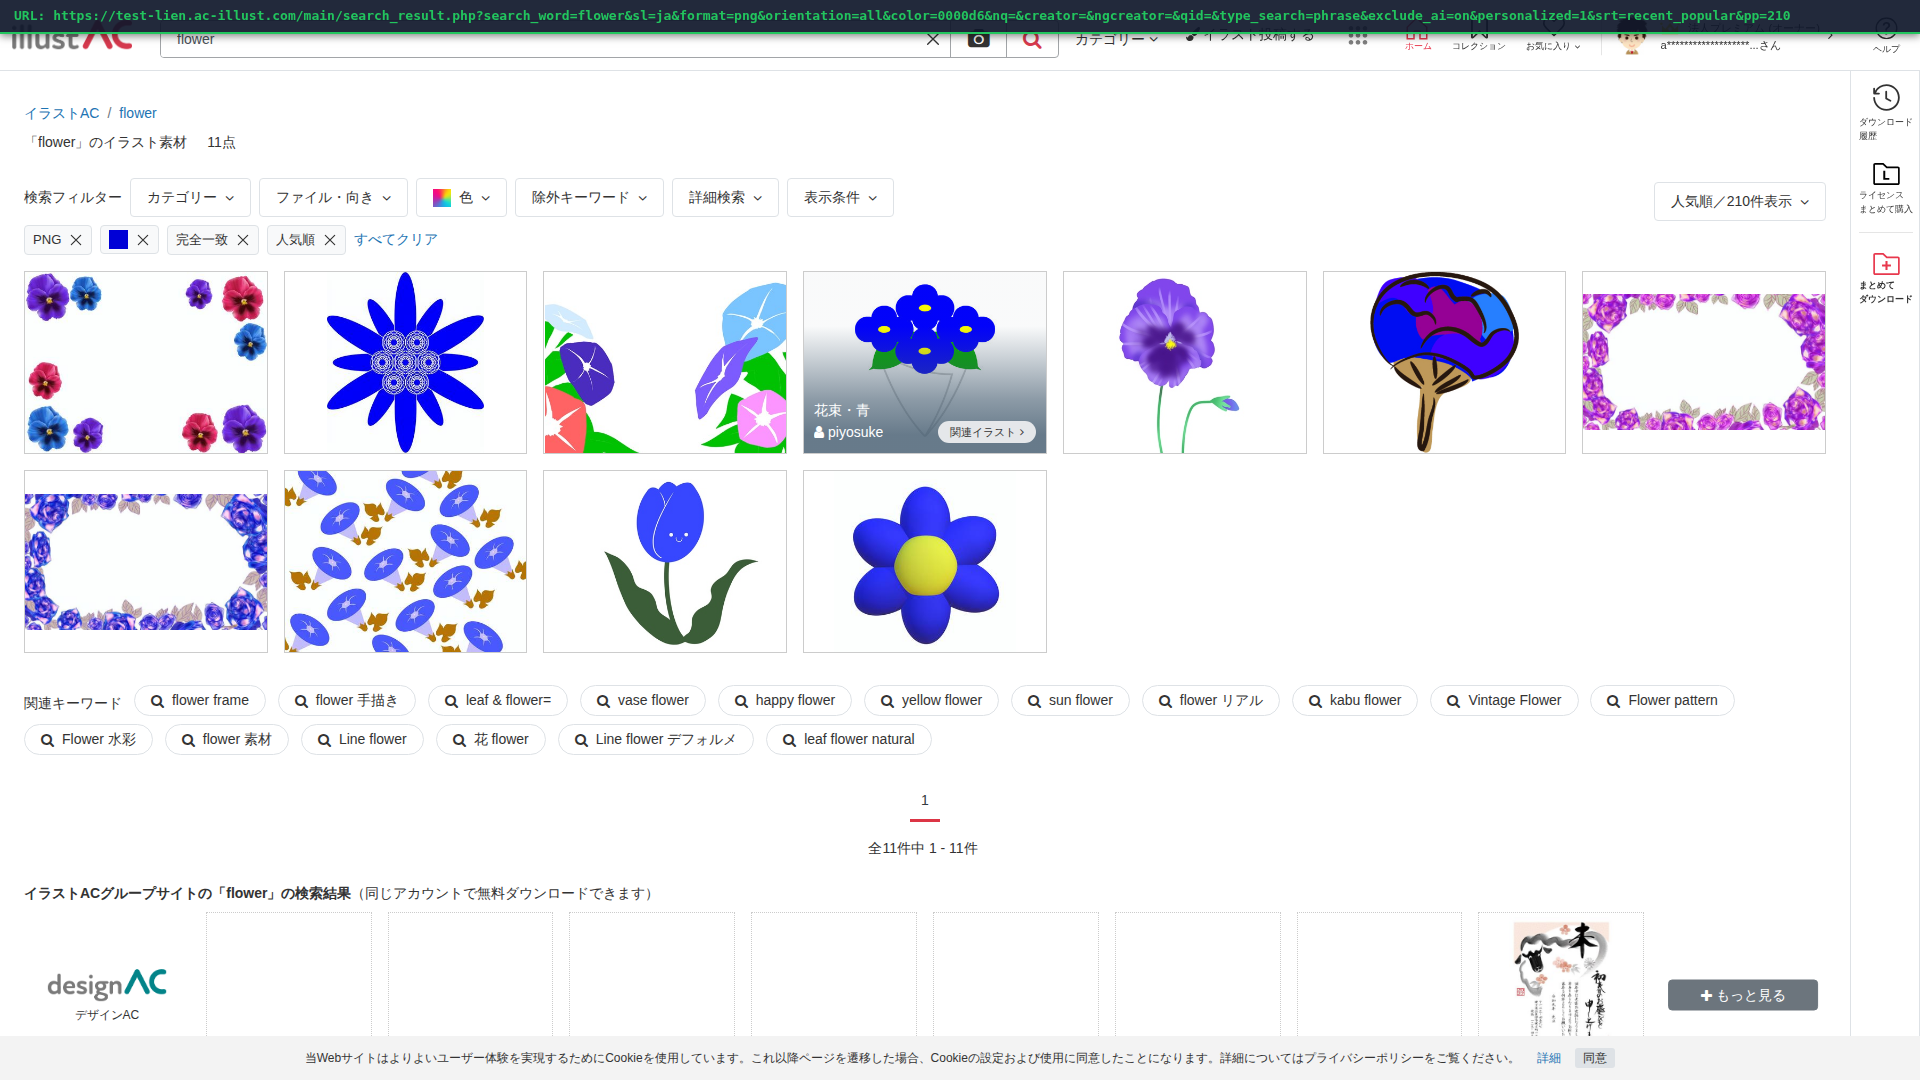 URL: https://test-lien.ac-illust.com/main/search_result.php?search_word=flower&sl=ja&format=png&orientation=all&color=0000d6&nq=&creator=&ngcreator=&qid=&type_search=phrase&exclude_ai=on&personalized=1&srt=recent_popular&pp=210
illustAC
flower
カテゴリー
イラスト投稿する
ホーム
コレクション
お気に入り
a*******************...さん
ヘルプ
イラストAC / flower
「flower」のイラスト素材 11点
検索フィルター
カテゴリー
ファイル・向き
色
除外キーワード
詳細検索
表示条件
人気順／210件表示
PNG
完全一致
人気順
すべてクリア
ダウンロード
履歴
ライセンス
まとめて購入
まとめて
ダウンロード
花束・青
piyosuke
関連イラスト
関連キーワード
flower frame
flower 手描き
leaf & flower=
vase flower
happy flower
yellow flower
sun flower
flower リアル
kabu flower
Vintage Flower
Flower pattern
Flower 水彩
flower 素材
Line flower
花 flower
Line flower デフォルメ
leaf flower natural
1
全11件中 1 - 11件
イラストACグループサイトの「flower」の検索結果（同じアカウントで無料ダウンロードできます）
designAC
デザインAC
もっと見る
当Webサイトはよりよいユーザー体験を実現するためにCookieを使用しています。これ以降ページを遷移した場合、Cookieの設定および使用に同意したことになります。詳細についてはプライバシーポリシーをご覧ください。
詳細
同意